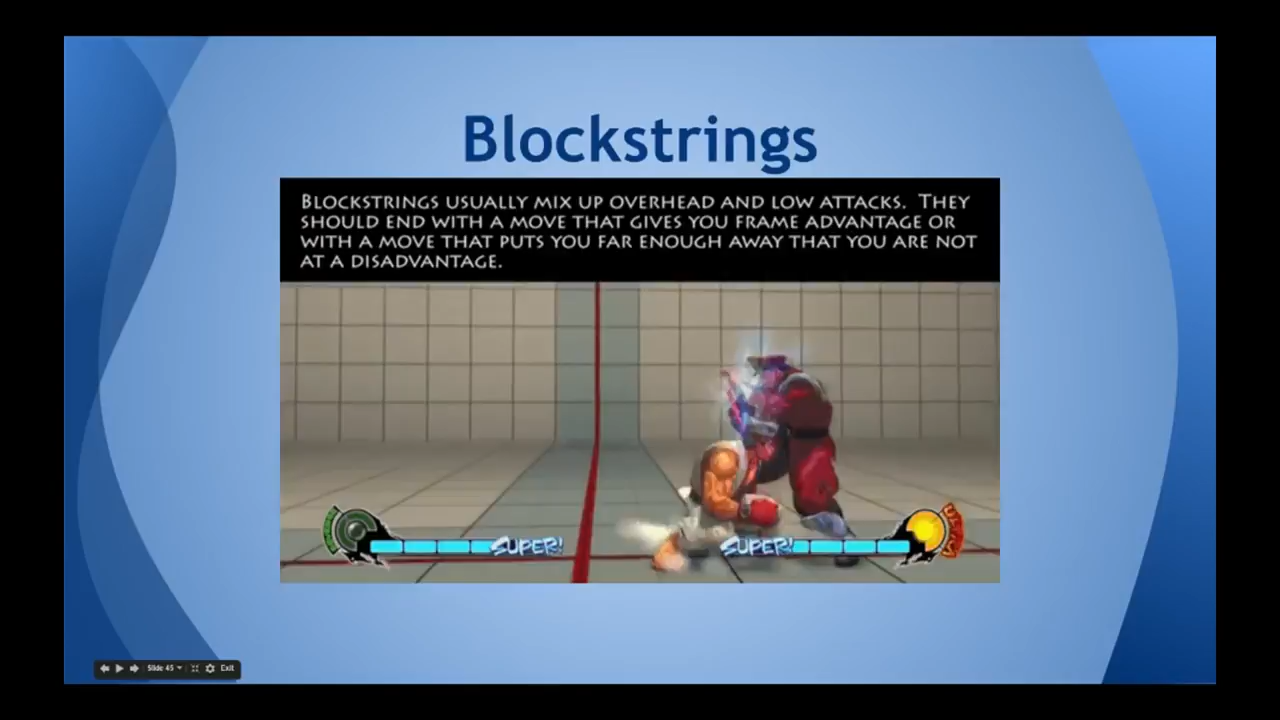 Blockstrings
BLOCKSTRINGS USUALLY MIX UP OVERHEAD AND LOW ATTACKS. THEY
SHOULD END WITH A MOVE THAT GIVES YOU FRAME ADVANTAGE OR
WITH A MOVE THAT PUTS YOU FAR ENOUGH AWAY THAT YOU ARE NOT
AT A DISADVANTAGE.
SUPER! SUPER!
Slide 45 Exit